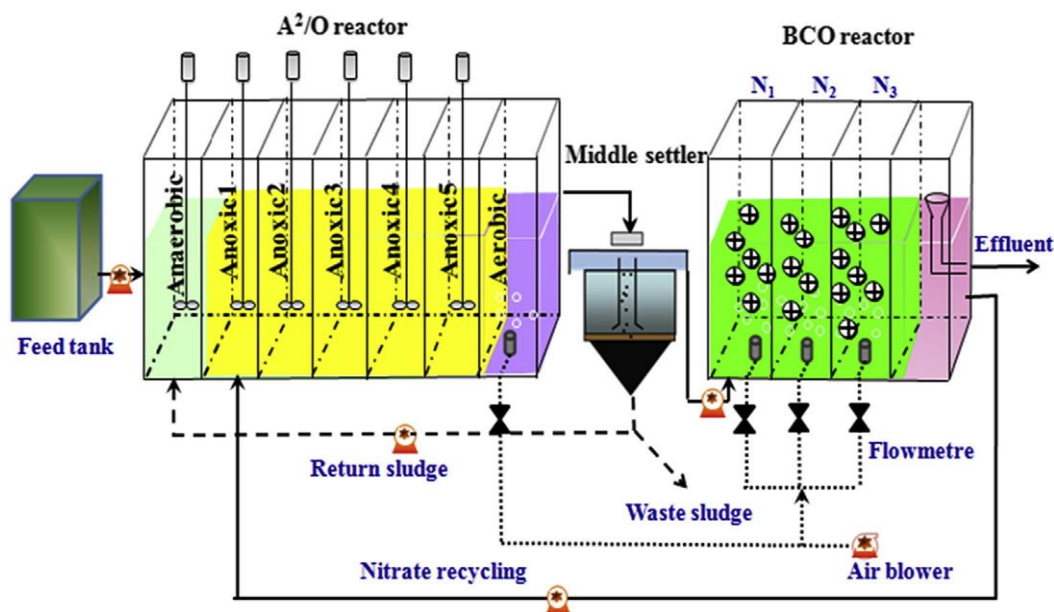 A²/O reactor
BCO reactor
N₁ N₂ N₃
Middle settler
Anaerobic
Anoxic1
Anoxic2
Anoxic3
Anoxic4
Anoxic5
Aerobic
Effluent
Feed tank
Return sludge
Flowmetre
Waste sludge
Nitrate recycling
Air blower